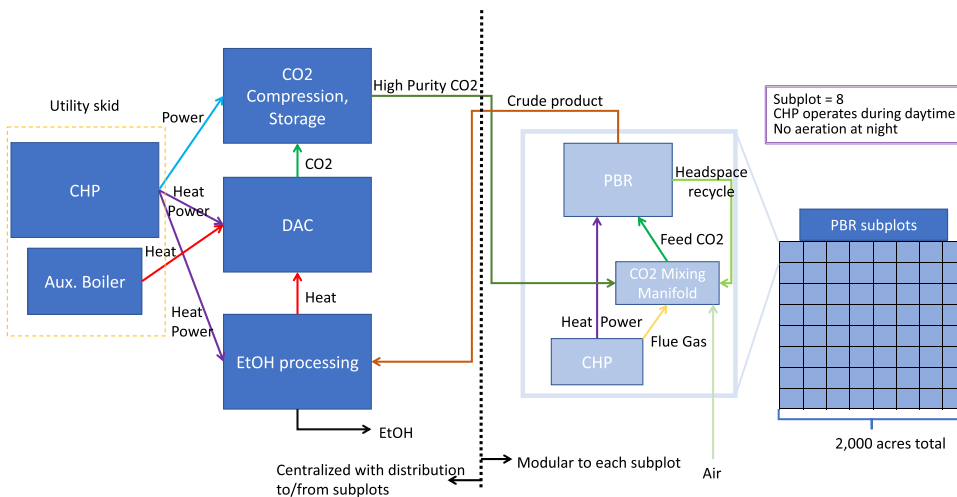 Utility skid
CHP
Aux. Boiler
Power
Heat
Power
Heat
Heat
Power
CO2
Compression,
Storage
CO2
DAC
Heat
EtOH processing
EtOH
High Purity CO2
Crude product
Centralized with distribution
to/from subplots
Modular to each subplot
PBR
Headspace
recycle
Feed CO2
CO2 Mixing
Manifold
Heat Power
Flue Gas
CHP
Air
Subplot = 8
CHP operates during daytime
No aeration at night
PBR subplots
2,000 acres total